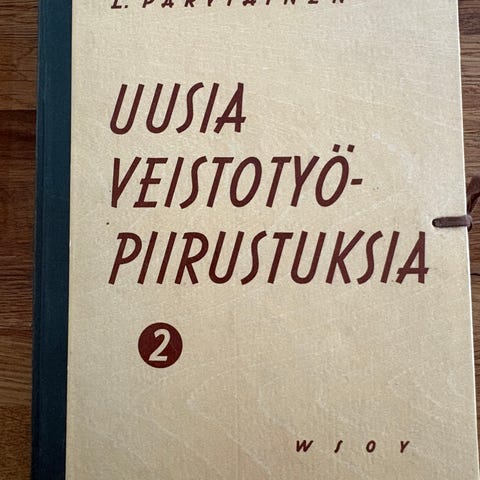 L. PARVIAINEN
UUSIA
VEISTOTYÖ-
PIIRUSTUKSIA
2
WSOY